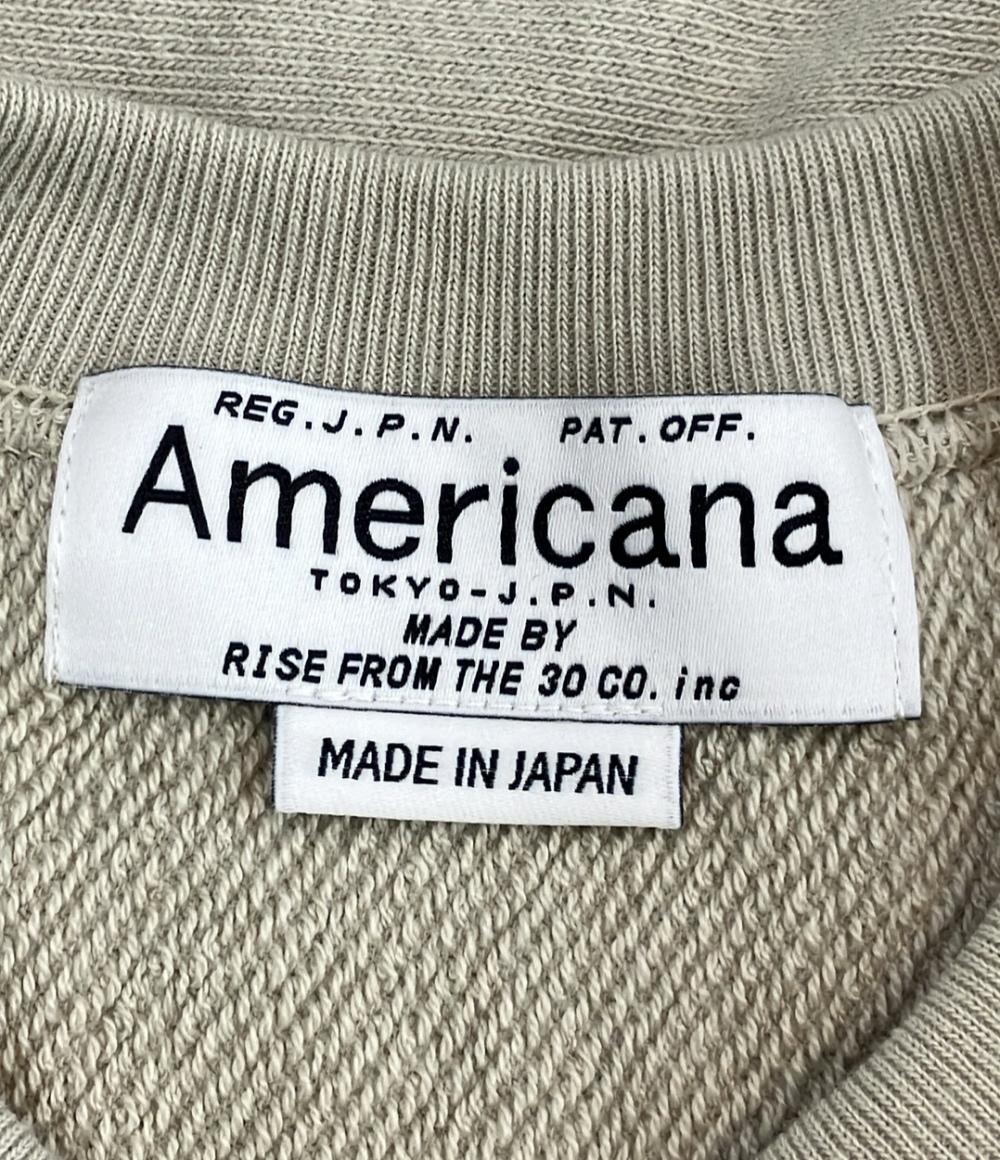 REG.J.P.N. PAT.OFF.
Americana
TOKYO-J.P.N.
MADE BY
RISE FROM THE 30 CO. inc
MADE IN JAPAN